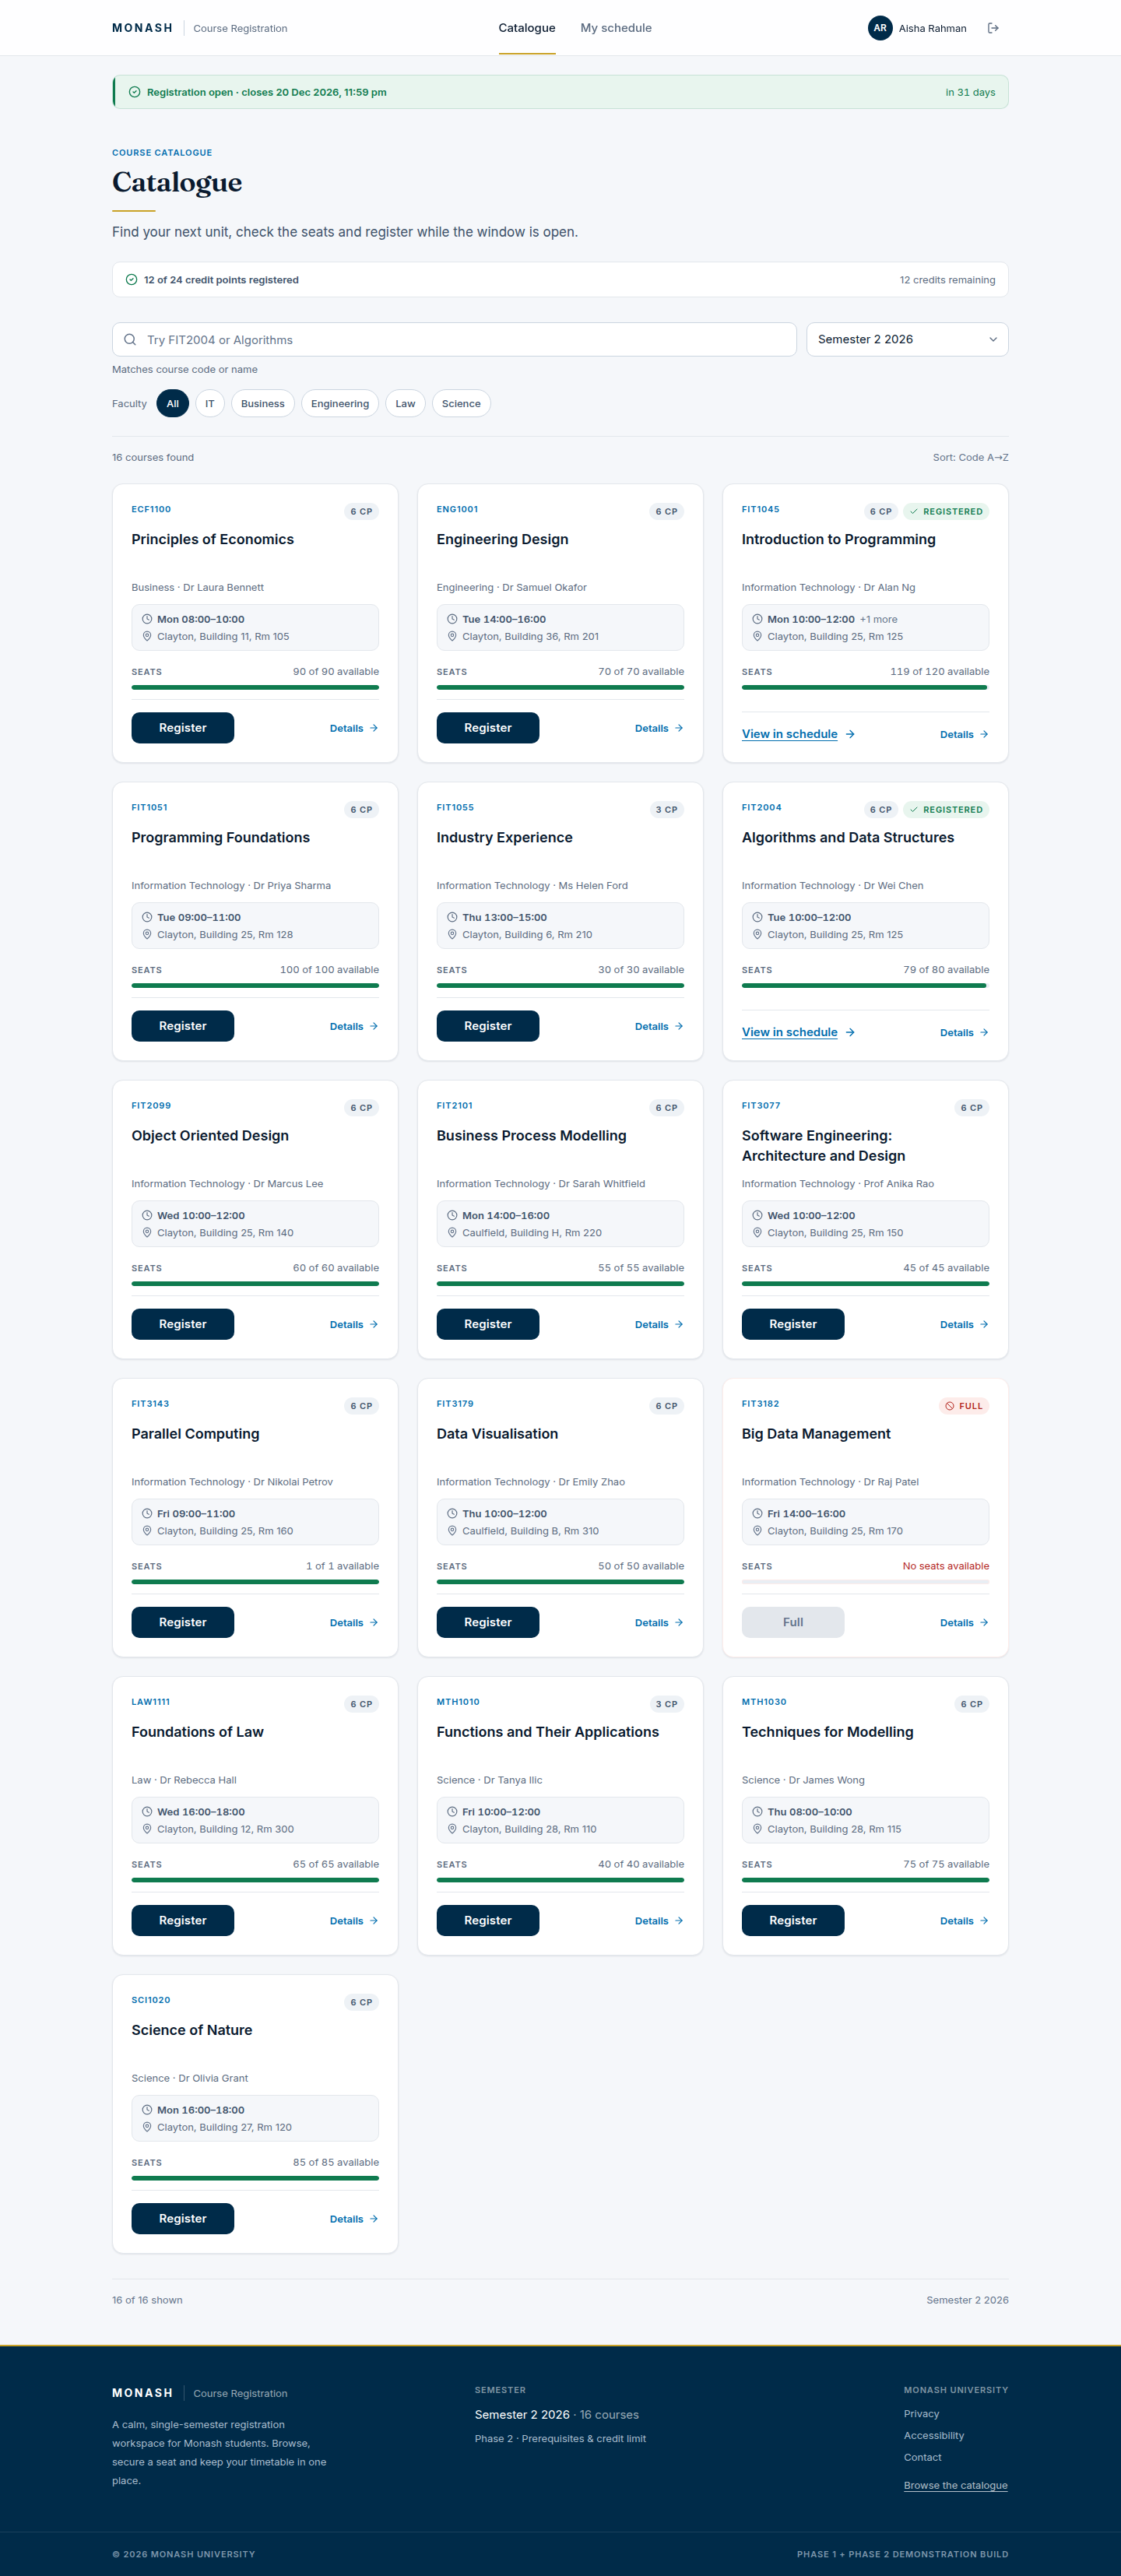 MONASH
Course Registration
Catalogue
My schedule
AR
Aisha Rahman
Registration open · closes 20 Dec 2026, 11:59 pm
in 31 days
COURSE CATALOGUE
Catalogue
Find your next unit, check the seats and register while the window is open.
12 of 24 credit points registered
12 credits remaining
Try FIT2004 or Algorithms
Semester 2 2026
Matches course code or name
Faculty
All
IT
Business
Engineering
Law
Science
16 courses found
Sort: Code A→Z
ECF1100
6 CP
Principles of Economics
Business · Dr Laura Bennett
Mon 08:00–10:00
Clayton, Building 11, Rm 105
SEATS
90 of 90 available
Register
Details →
ENG1001
6 CP
Engineering Design
Engineering · Dr Samuel Okafor
Tue 14:00–16:00
Clayton, Building 36, Rm 201
SEATS
70 of 70 available
Register
Details →
FIT1045
6 CP
REGISTERED
Introduction to Programming
Information Technology · Dr Alan Ng
Mon 10:00–12:00 +1 more
Clayton, Building 25, Rm 125
SEATS
119 of 120 available
View in schedule →
Details →
FIT1051
6 CP
Programming Foundations
Information Technology · Dr Priya Sharma
Tue 09:00–11:00
Clayton, Building 25, Rm 128
SEATS
100 of 100 available
Register
Details →
FIT1055
3 CP
Industry Experience
Information Technology · Ms Helen Ford
Thu 13:00–15:00
Clayton, Building 6, Rm 210
SEATS
30 of 30 available
Register
Details →
FIT2004
6 CP
REGISTERED
Algorithms and Data Structures
Information Technology · Dr Wei Chen
Tue 10:00–12:00
Clayton, Building 25, Rm 125
SEATS
79 of 80 available
View in schedule →
Details →
FIT2099
6 CP
Object Oriented Design
Information Technology · Dr Marcus Lee
Wed 10:00–12:00
Clayton, Building 25, Rm 140
SEATS
60 of 60 available
Register
Details →
FIT2101
6 CP
Business Process Modelling
Information Technology · Dr Sarah Whitfield
Mon 14:00–16:00
Caulfield, Building H, Rm 220
SEATS
55 of 55 available
Register
Details →
FIT3077
6 CP
Software Engineering:
Architecture and Design
Information Technology · Prof Anika Rao
Wed 10:00–12:00
Clayton, Building 25, Rm 150
SEATS
45 of 45 available
Register
Details →
FIT3143
6 CP
Parallel Computing
Information Technology · Dr Nikolai Petrov
Fri 09:00–11:00
Clayton, Building 25, Rm 160
SEATS
1 of 1 available
Register
Details →
FIT3179
6 CP
Data Visualisation
Information Technology · Dr Emily Zhao
Thu 10:00–12:00
Caulfield, Building B, Rm 310
SEATS
50 of 50 available
Register
Details →
FIT3182
FULL
Big Data Management
Information Technology · Dr Raj Patel
Fri 14:00–16:00
Clayton, Building 25, Rm 170
SEATS
No seats available
Full
Details →
LAW1111
6 CP
Foundations of Law
Law · Dr Rebecca Hall
Wed 16:00–18:00
Clayton, Building 12, Rm 300
SEATS
65 of 65 available
Register
Details →
MTH1010
3 CP
Functions and Their Applications
Science · Dr Tanya Ilic
Fri 10:00–12:00
Clayton, Building 28, Rm 110
SEATS
40 of 40 available
Register
Details →
MTH1030
6 CP
Techniques for Modelling
Science · Dr James Wong
Thu 08:00–10:00
Clayton, Building 28, Rm 115
SEATS
75 of 75 available
Register
Details →
SCI1020
6 CP
Science of Nature
Science · Dr Olivia Grant
Mon 16:00–18:00
Clayton, Building 27, Rm 120
SEATS
85 of 85 available
Register
Details →
16 of 16 shown
Semester 2 2026
MONASH
Course Registration
A calm, single-semester registration
workspace for Monash students. Browse,
secure a seat and keep your timetable in one
place.
SEMESTER
Semester 2 2026 · 16 courses
Phase 2 · Prerequisites & credit limit
MONASH UNIVERSITY
Privacy
Accessibility
Contact
Browse the catalogue
© 2026 MONASH UNIVERSITY
PHASE 1 + PHASE 2 DEMONSTRATION BUILD